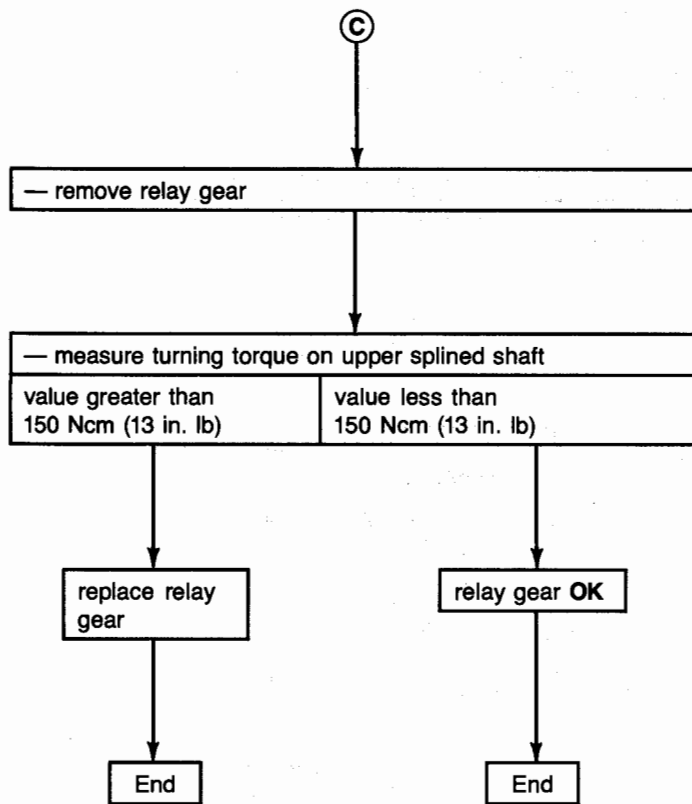 C
— remove relay gear
— measure turning torque on upper splined shaft
value greater than
150 Ncm (13 in. lb)
value less than
150 Ncm (13 in. lb)
replace relay
gear
relay gear OK
End
End